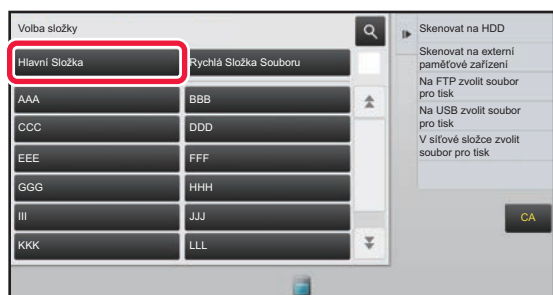 Volba složky
Hlavní Složka
Rychlá Složka Souboru
AAA
BBB
CCC
DDD
EEE
FFF
GGG
HHH
III
JJJ
KKK
LLL
Skenovat na HDD
Skenovat na externí
paměťové zařízení
Na FTP zvolit soubor
pro tisk
Na USB zvolit soubor
pro tisk
V síťové složce zvolit
soubor pro tisk
CA